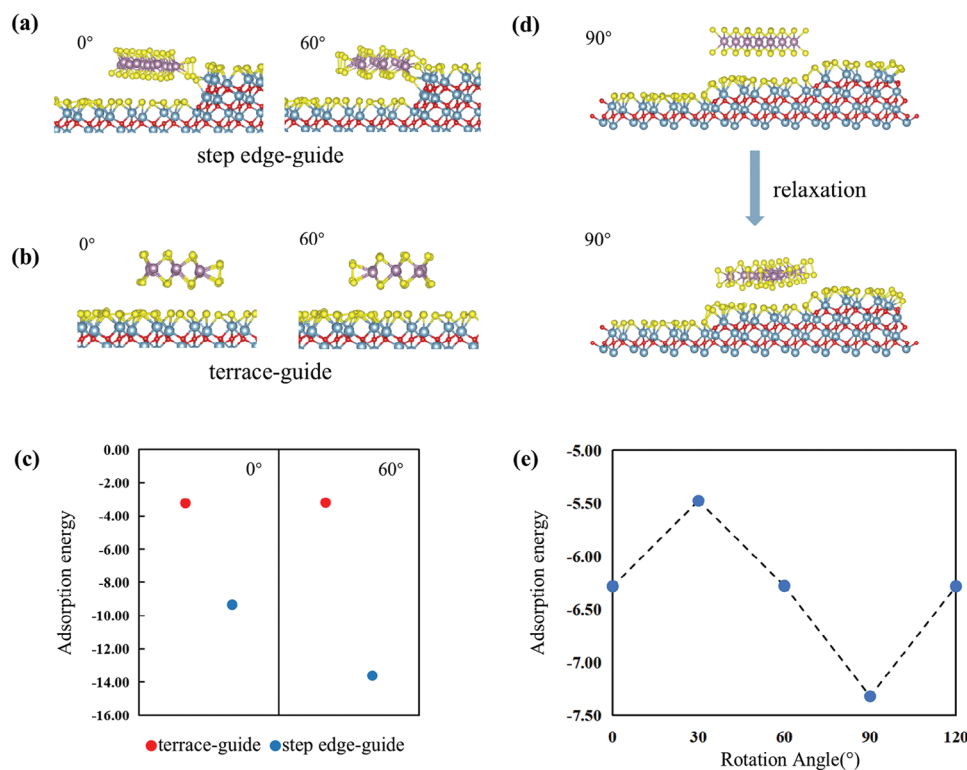 (a)
0°
60°
step edge-guide
(b)
0°
60°
terrace-guide
(c)
0.00
-2.00
-4.00
-6.00
-8.00
-10.00
-12.00
-14.00
-16.00
Adsorption energy
0°
60°
terrace-guide
step edge-guide
(d)
90°
relaxation
90°
(e)
-5.00
-5.50
-6.00
-6.50
-7.00
-7.50
Adsorption energy
0 30 60 90 120
Rotation Angle(°)